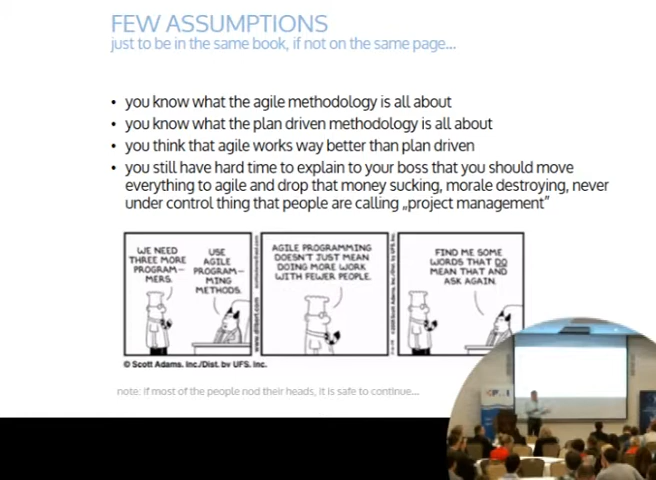 FEW ASSUMPTIONS
just to be in the same book, if not on the same page...
• you know what the agile methodology is all about
• you know what the plan driven methodology is all about
• you think that agile works way better than plan driven
• you still have hard time to explain to your boss that you should move
everything to agile and drop that money sucking, morale destroying, never
under control thing that people are calling „project management”
WE NEED
THREE MORE
PROGRAM-
MERS.
USE
AGILE
PROGRAM-
MING
METHODS.
AGILE PROGRAMMING
DOESN'T JUST MEAN
DOING MORE WORK
WITH FEWER PEOPLE.
FIND ME SOME
WORDS THAT DO
MEAN THAT AND
ASK AGAIN.
www.dilbert.com
© Scott Adams, Inc./Dist. by UFS, Inc.
note: if most of the people nod their heads, it is safe to continue...